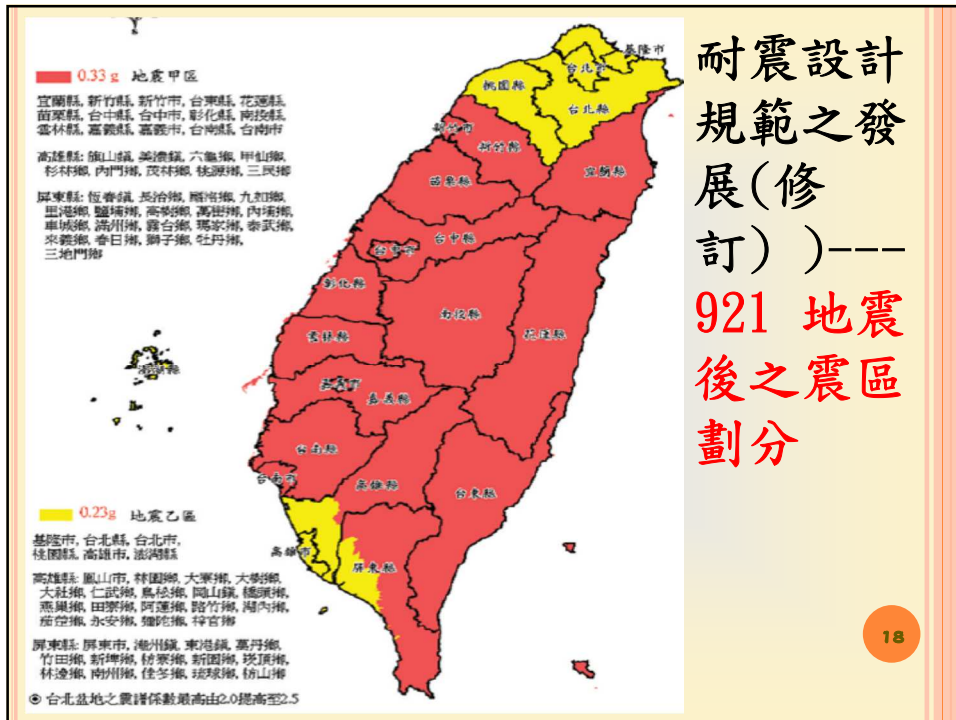 耐震設計
規範之發
展(修
訂) )---
921 地震
後之震區
劃分
0.33 g 地震甲區
宜蘭縣, 新竹縣, 新竹市, 台東縣, 花蓮縣,
苗栗縣, 台中縣, 台中市, 彰化縣, 南投縣,
雲林縣, 嘉義縣, 嘉義市, 台南縣, 台南市
高雄縣: 旗山鎮, 美濃鎮, 六龜鄉, 甲仙鄉,
杉林鄉, 內門鄉, 茂林鄉, 桃源鄉, 三民鄉
屏東縣: 恆春鎮, 長治鄉, 麟洛鄉, 九如鄉,
里港鄉, 鹽埔鄉, 高樹鄉, 萬巒鄉, 內埔鄉,
車城鄉, 滿州鄉, 霧台鄉, 瑪家鄉, 泰武鄉,
來義鄉, 春日鄉, 獅子鄉, 牡丹鄉,
三地門鄉
基隆市
台北市
桃園縣
台北縣
新竹市
新竹縣
宜蘭縣
苗栗縣
台中縣
台中市
彰化縣
南投縣
花蓮縣
雲林縣
澎湖縣
嘉義市
嘉義縣
台南縣
台南市
高雄縣
台東縣
高雄市
屏東縣
0.23g 地震乙區
基隆市, 台北縣, 台北市,
桃園縣, 高雄市, 澎湖縣
高雄縣: 鳳山市, 林園鄉, 大寮鄉, 大樹鄉,
大社鄉, 仁武鄉, 鳥松鄉, 岡山鎮, 橋頭鄉,
燕巢鄉, 田寮鄉, 阿蓮鄉, 路竹鄉, 湖內鄉,
茄萣鄉, 永安鄉, 彌陀鄉, 梓官鄉
屏東縣: 屏東市, 潮州鎮, 東港鎮, 萬丹鄉,
竹田鄉, 新埤鄉, 枋寮鄉, 新園鄉, 崁頂鄉,
林邊鄉, 南州鄉, 佳冬鄉, 琉球鄉, 枋山鄉
◉ 台北盆地之震譜係數最高由2.0提高至2.5
18